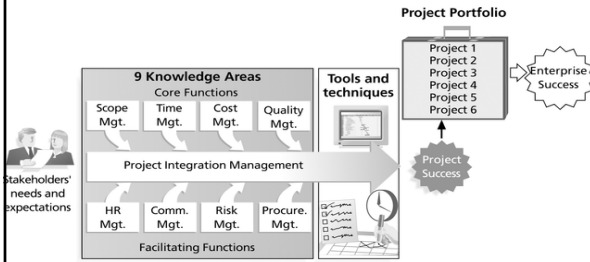 Project Portfolio
Project 1
Project 2
Project 3
Project 4
Project 5
Project 6
Enterprise
Success
9 Knowledge Areas
Core Functions
Tools and
techniques
Scope
Mgt.
Time
Mgt.
Cost
Mgt.
Quality
Mgt.
Project Integration Management
Project
Success
Stakeholders'
needs and
expectations
HR
Mgt.
Comm.
Mgt.
Risk
Mgt.
Procure.
Mgt.
Facilitating Functions